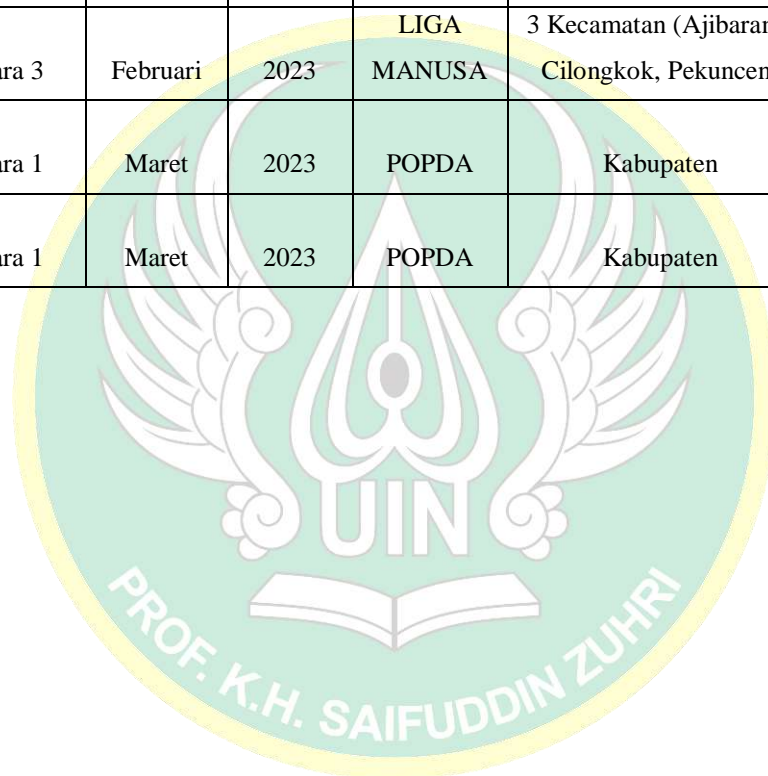 LIGA 3 Kecamatan (Ajibaran
ara 3 Februari 2023 MANUSA Cilongkok, Pekuncen
ara 1 Maret 2023 POPDA Kabupaten
ara 1 Maret 2023 POPDA Kabupaten
UIN
PROF. K.H. SAIFUDDIN ZUHRI